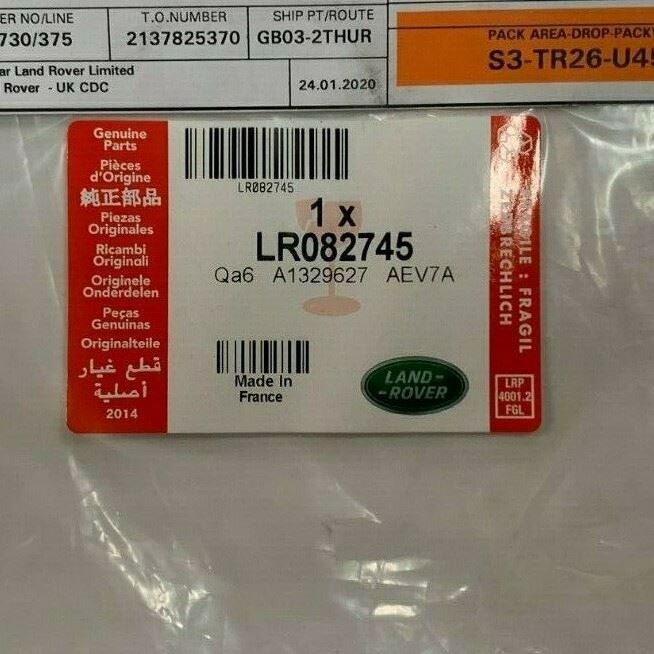 ER NO/LINE
730/375
T.O.NUMBER
2137825370
SHIP PT/ROUTE
GB03-2THUR
ar Land Rover Limited
Rover - UK CDC
24.01.2020
PACK AREA-DROP-PACK
S3-TR26-U4
Genuine
Parts
Pièces
d'Origine
純正部品
Piezas
Originales
Ricambi
Originali
Originele
Onderdelen
Peças
Genuinas
Originalteile
قطع غيار
أصلية
2014
LR082745
1 x
LR082745
Qa6 A1329627 AEV7A
Made In
France
LAND-
-ROVER
: FRAGIL
ZERBRECHLICH
LRP
4001.2
FGL